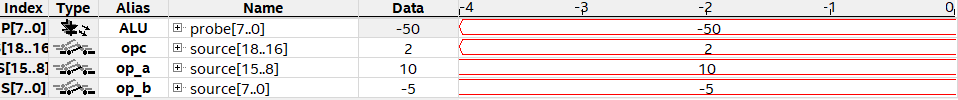 Index Type Alias Name Data -4 -3 -2 -1 0
P[7..0] ALU probe[7..0] -50 -50
S[18..16 opc source[18..16] 2 2
S[15..8] op_a source[15..8] 10 10
S[7..0] op_b source[7..0] -5 -5